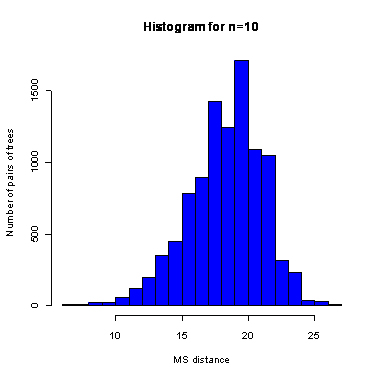 Histogram for n=10
Number of pairs of trees
1500
1000
500
0
10 15 20 25
MS distance